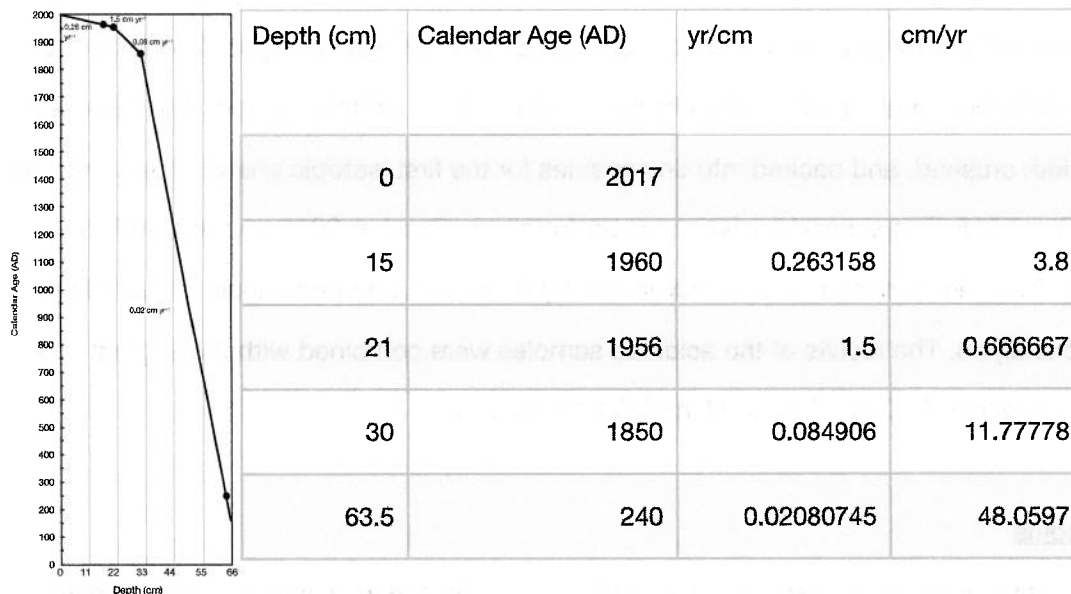 2000
1900
1800
1700
1600
1500
1400
1300
1200
1100
1000
900
800
700
600
500
400
300
200
100
0
Calendar Age (AD)
0.26 cm
yr⁻¹
1.5 cm yr⁻¹
0.08 cm yr⁻¹
0.02 cm yr⁻¹
0 11 22 33 44 55 66
Depth (cm)
Depth (cm) Calendar Age (AD) yr/cm cm/yr
0 2017
15 1960 0.263158 3.8
21 1956 1.5 0.666667
30 1850 0.084906 11.77778
63.5 240 0.02080745 48.0597